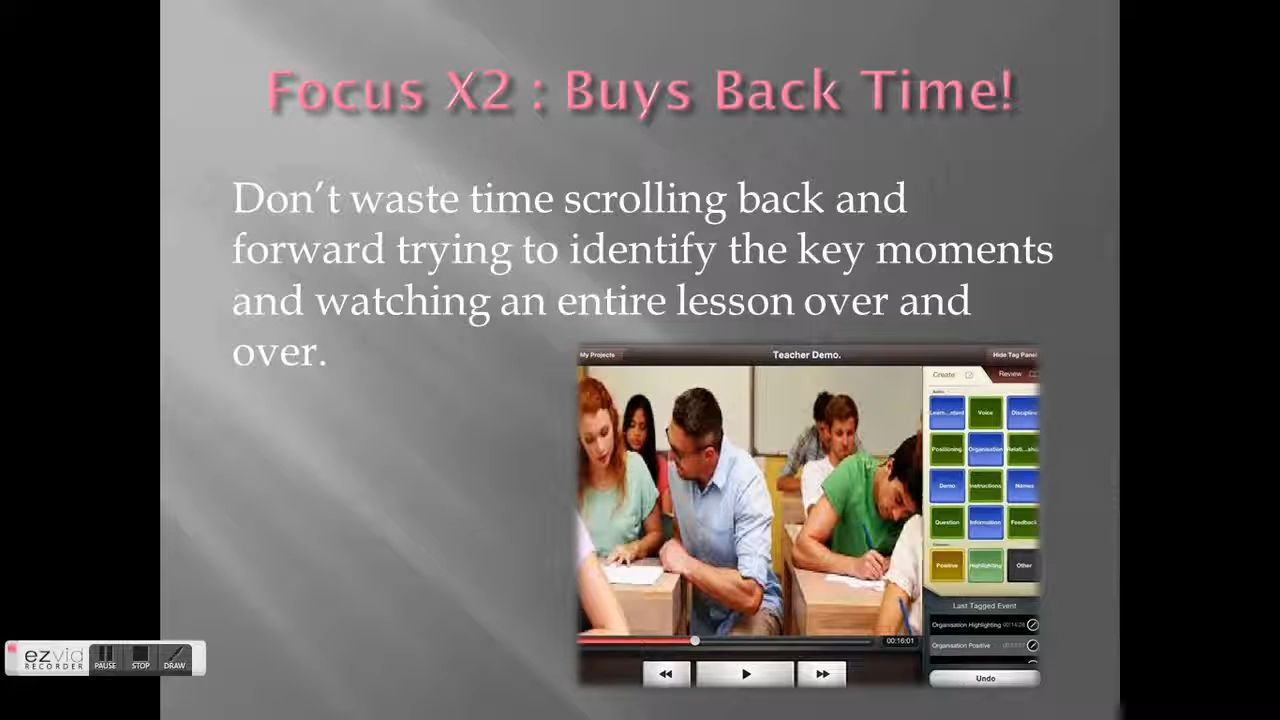 Focus X2 : Buys Back Time!
Don't waste time scrolling back and
forward trying to identify the key moments
and watching an entire lesson over and
over.
My Projects
Teacher Demo.
Hide Tag Panel
Create
Review
Voice
Discipline
Positioning
Organisation
Demo
Instructions
Names
Question
Information
Feedback
Positive
Highlighting
Other
Last Tagged Event
Organisation Highlighting 00:14:28
Organisation Positive
00:16:01
Undo
ezvid
RECORDER
PAUSE
STOP
DRAW